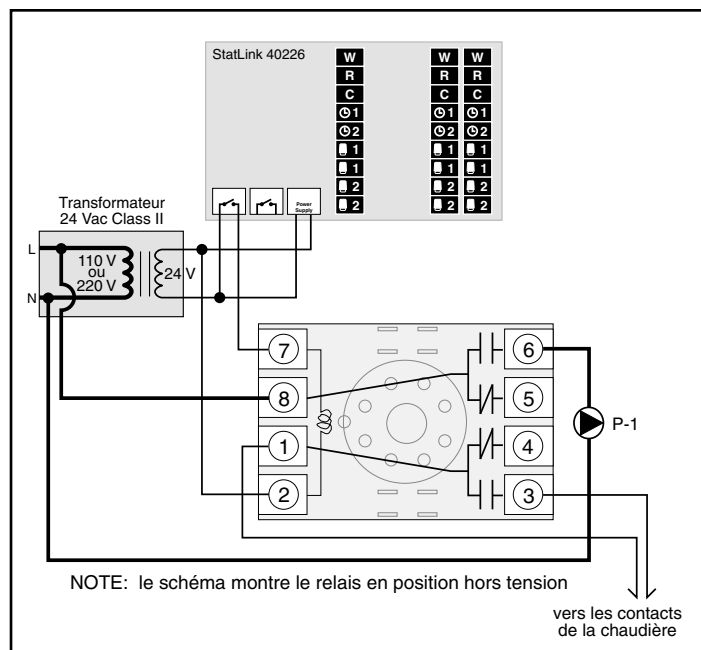 StatLink 40226
W W W
R R R
C C C
1 1 1
2 2 2
1 1 1
1 1 1
2 2 2
2 2 2
Power
Supply
Transformateur
24 Vac Class II
L
110 V
ou
220 V
24 V
N
7
6
8
5
1
4
2
3
P-1
NOTE: le schéma montre le relais en position hors tension
vers les contacts
de la chaudière